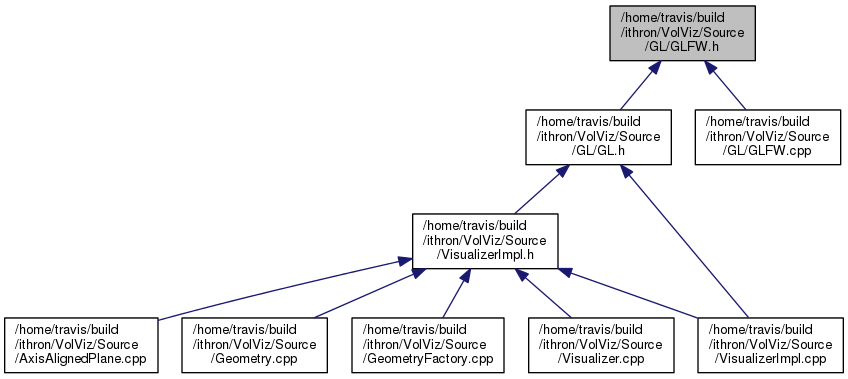 /home/travis/build
/ithron/VolViz/Source
/GL/GLFW.h
/home/travis/build
/ithron/VolViz/Source
/GL/GL.h
/home/travis/build
/ithron/VolViz/Source
/GL/GLFW.cpp
/home/travis/build
/ithron/VolViz/Source
/VisualizerImpl.h
/home/travis/build
/ithron/VolViz/Source
/AxisAlignedPlane.cpp
/home/travis/build
/ithron/VolViz/Source
/Geometry.cpp
/home/travis/build
/ithron/VolViz/Source
/GeometryFactory.cpp
/home/travis/build
/ithron/VolViz/Source
/Visualizer.cpp
/home/travis/build
/ithron/VolViz/Source
/VisualizerImpl.cpp